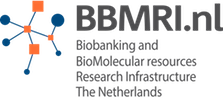 BBMRI.nl
Biobanking and
BioMolecular resources
Research Infrastructure
The Netherlands